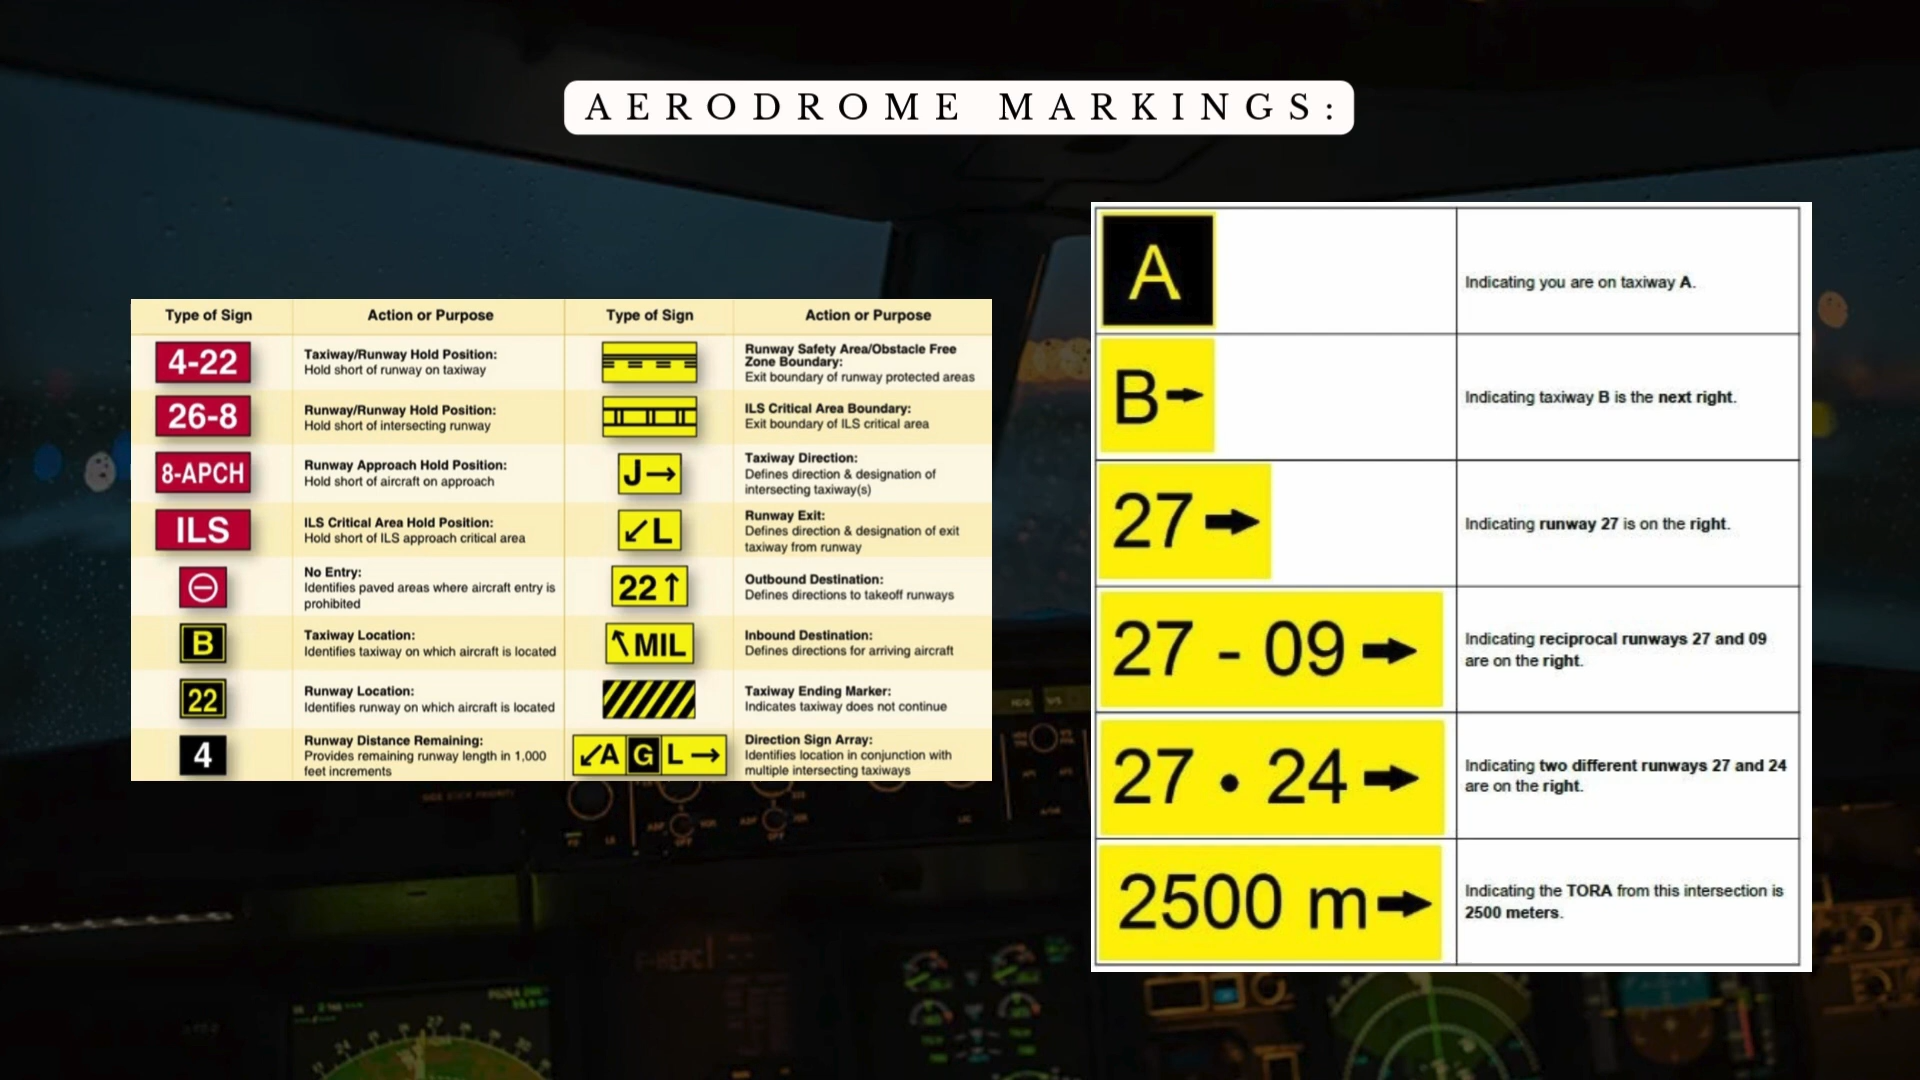 AERODROME MARKINGS:
Type of Sign
Action or Purpose
Type of Sign
Action or Purpose
4-22
Taxiway/Runway Hold Position:
Hold short of runway on taxiway
Runway Safety Area/Obstacle Free
Zone Boundary:
Exit boundary of runway protected areas
26-8
Runway/Runway Hold Position:
Hold short of intersecting runway
ILS Critical Area Boundary:
Exit boundary of ILS critical area
8-APCH
Runway Approach Hold Position:
Hold short of aircraft on approach
J→
Taxiway Direction:
Defines direction & designation of
intersecting taxiway(s)
ILS
ILS Critical Area Hold Position:
Hold short of ILS approach critical area
↙L
Runway Exit:
Defines direction & designation of exit
taxiway from runway
No Entry:
Identifies paved areas where aircraft entry is
prohibited
22↑
Outbound Destination:
Defines directions to takeoff runways
B
Taxiway Location:
Identifies taxiway on which aircraft is located
↖MIL
Inbound Destination:
Defines directions for arriving aircraft
22
Runway Location:
Identifies runway on which aircraft is located
Taxiway Ending Marker:
Indicates taxiway does not continue
4
Runway Distance Remaining:
Provides remaining runway length in 1,000
feet increments
↙A G L→
Direction Sign Array:
Identifies location in conjunction with
multiple intersecting taxiways
A
Indicating you are on taxiway A.
B→
Indicating taxiway B is the next right.
27→
Indicating runway 27 is on the right.
27 - 09→
Indicating reciprocal runways 27 and 09
are on the right.
27 • 24→
Indicating two different runways 27 and 24
are on the right.
2500 m→
Indicating the TORA from this intersection is
2500 meters.